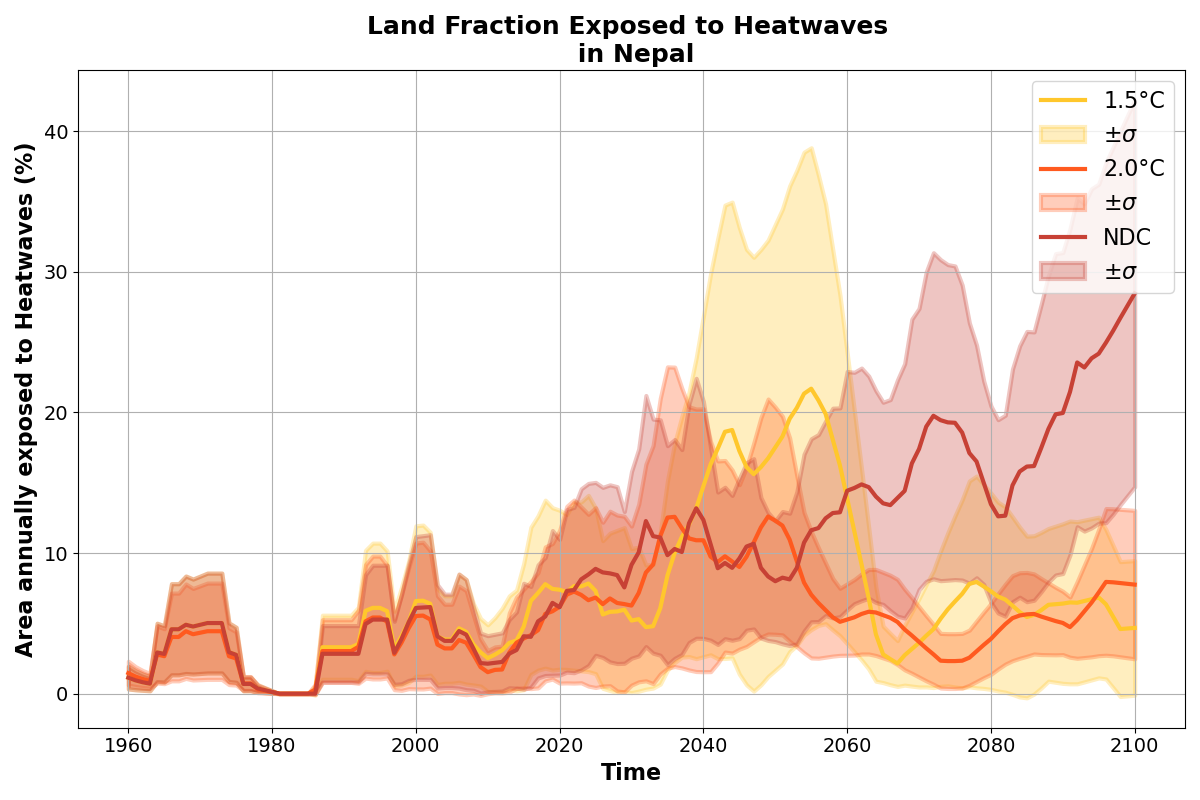 Land Fraction Exposed to Heatwaves
in Nepal
Area annually exposed to Heatwaves (%)
40
30
20
10
0
1.5°C
±σ
2.0°C
±σ
NDC
±σ
1960 1980 2000 2020 2040 2060 2080 2100
Time